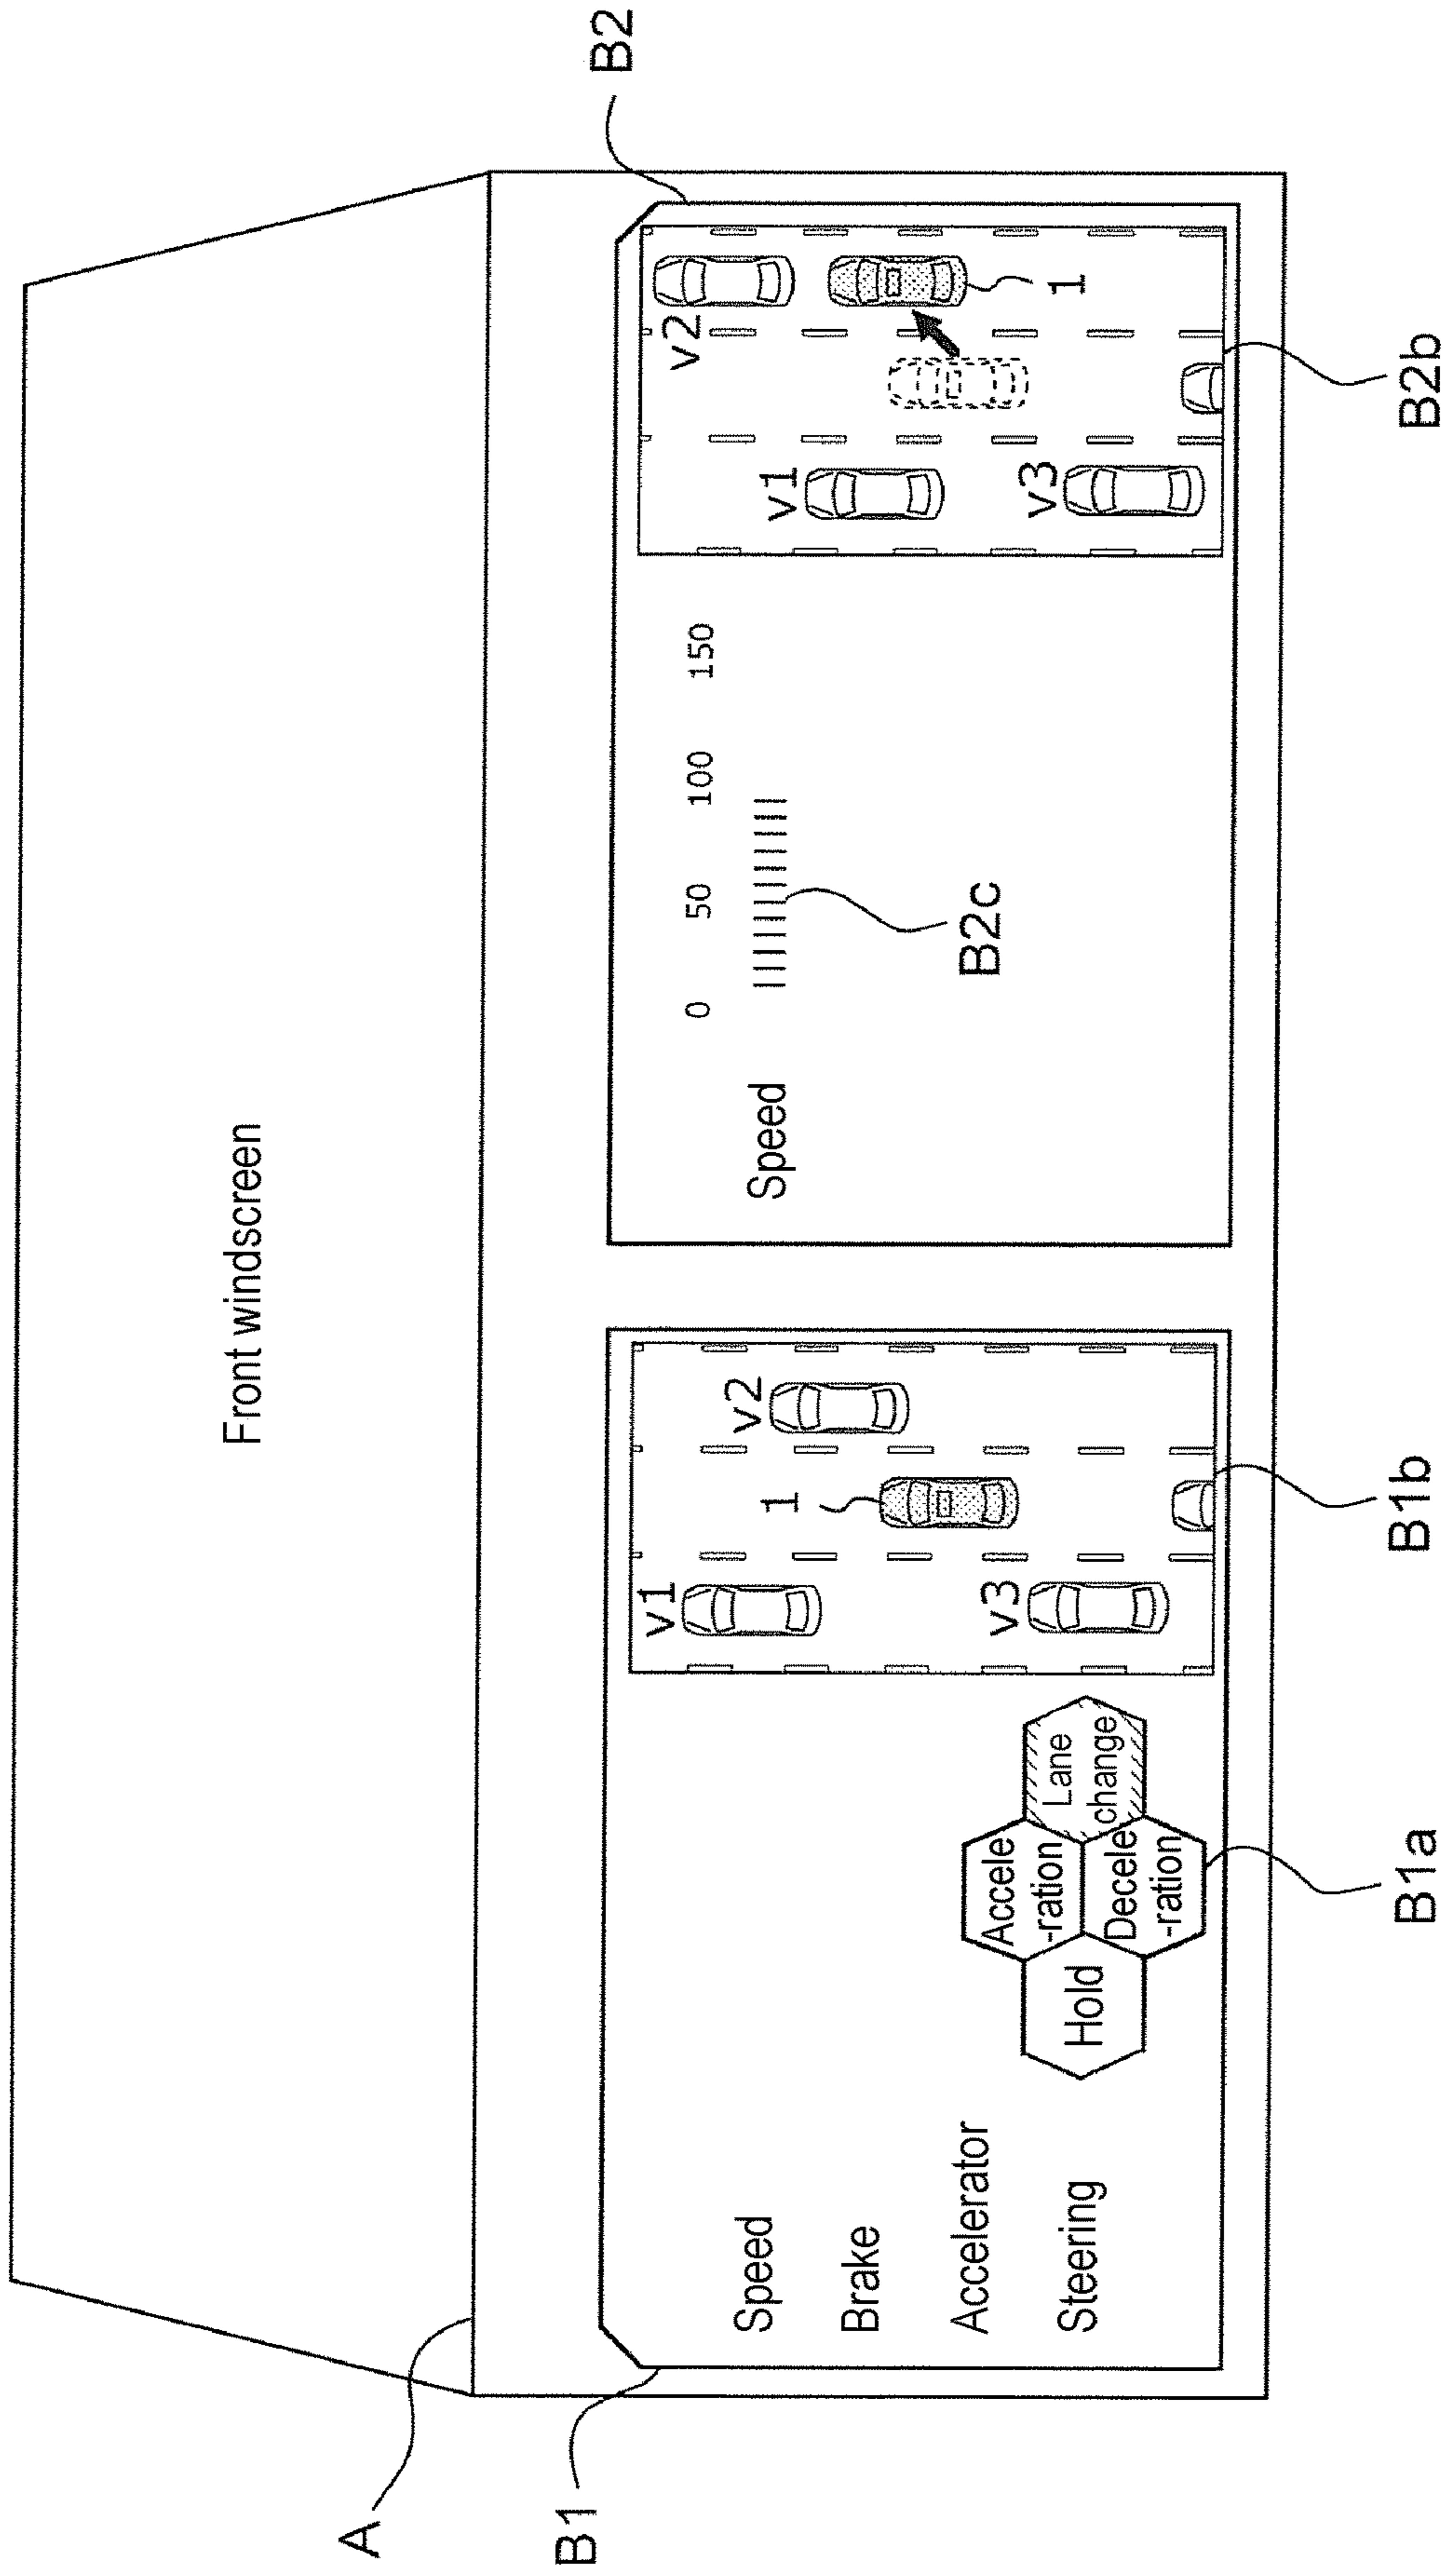 Front windscreen
A
B1
B2
Speed
Brake
Accelerator
Steering
Hold
Accele
-ration
Decele
-ration
Lane
change
B1a
v1
v2
1
v3
B1b
Speed
0 50 100 150
B2c
v1
v2
v3
1
B2b